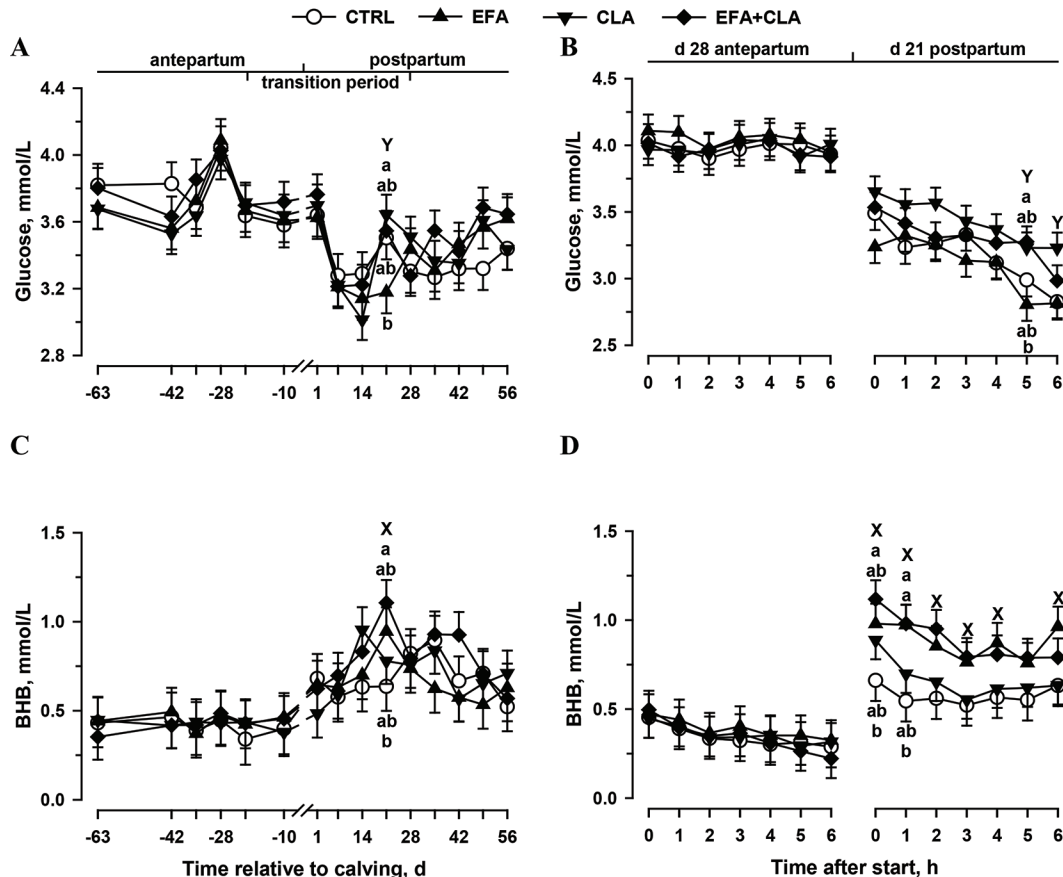 CTRL EFA CLA EFA+CLA
A
antepartum postpartum
transition period
Glucose, mmol/L
4.4
4.0
3.6
3.2
2.8
Y
a
ab
ab
b
-63 -42 -28 -10 1 14 28 42 56
B
d 28 antepartum d 21 postpartum
Glucose, mmol/L
4.5
4.0
3.5
3.0
2.5
Y
a
ab
Y
ab
b
0 1 2 3 4 5 6 0 1 2 3 4 5 6
C
BHB, mmol/L
1.5
1.0
0.5
0.0
X
a
ab
ab
b
-63 -42 -28 -10 1 14 28 42 56
Time relative to calving, d
D
BHB, mmol/L
1.5
1.0
0.5
0.0
X
a
ab
X
a
a
X X X X
ab
b
ab
b
0 1 2 3 4 5 6 0 1 2 3 4 5 6
Time after start, h